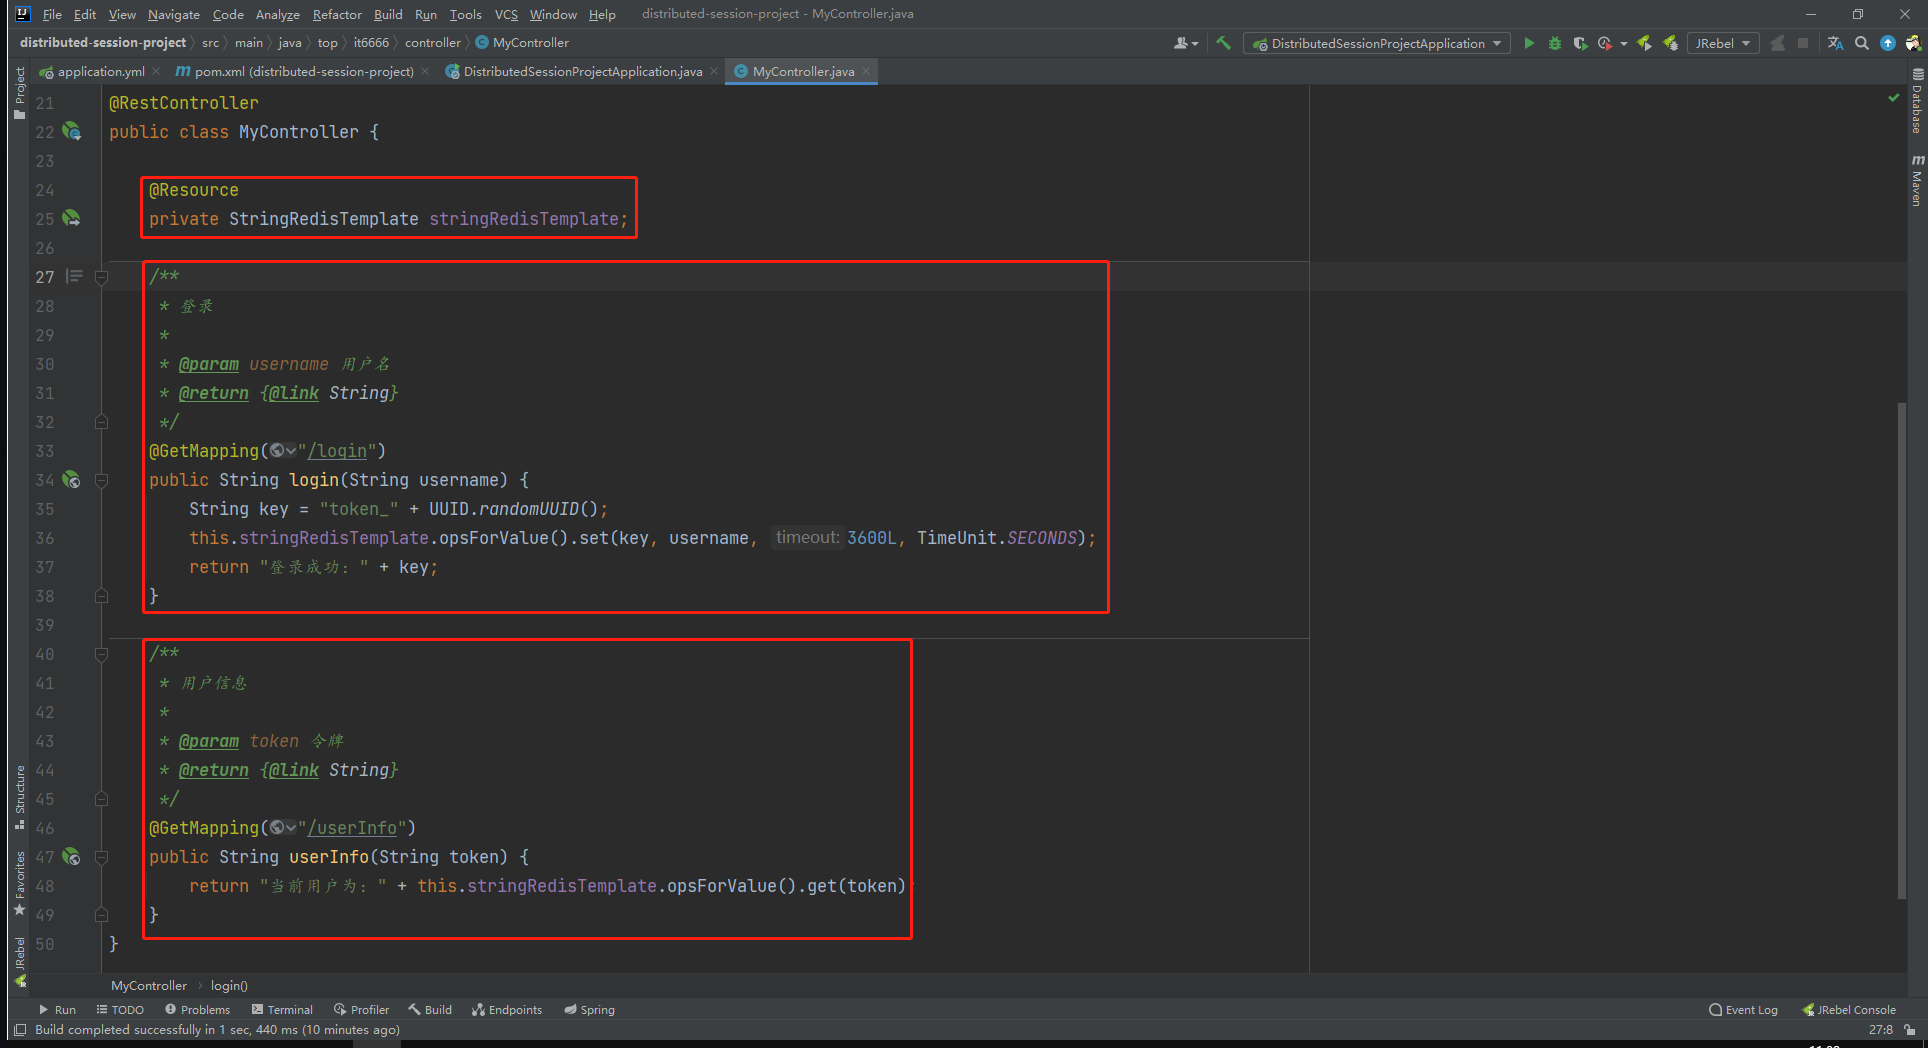 File Edit View Navigate Code Analyze Refactor Build Run Tools VCS Window Help distributed-session-project - MyController.java
distributed-session-project src main java top it6666 controller MyController
DistributedSessionProjectApplication JRebel
application.yml pom.xml (distributed-session-project) DistributedSessionProjectApplication.java MyController.java
Project
Structure
Favorites
JRebel
21 @RestController
22 public class MyController {
23
24 @Resource
25 private StringRedisTemplate stringRedisTemplate;
26
27 /**
28 * 登录
29 *
30 * @param username 用户名
31 * @return {@link String}
32 */
33 @GetMapping("/login")
34 public String login(String username) {
35 String key = "token_" + UUID.randomUUID();
36 this.stringRedisTemplate.opsForValue().set(key, username, timeout: 3600L, TimeUnit.SECONDS);
37 return "登录成功: " + key;
38 }
39
40 /**
41 * 用户信息
42 *
43 * @param token 令牌
44 * @return {@link String}
45 */
46 @GetMapping("/userInfo")
47 public String userInfo(String token) {
48 return "当前用户为: " + this.stringRedisTemplate.opsForValue().get(token)
49 }
50 }
Database
Maven
MyController login()
Run TODO Problems Terminal Profiler Build Endpoints Spring Event Log JRebel Console
Build completed successfully in 1 sec, 440 ms (10 minutes ago) 27:8